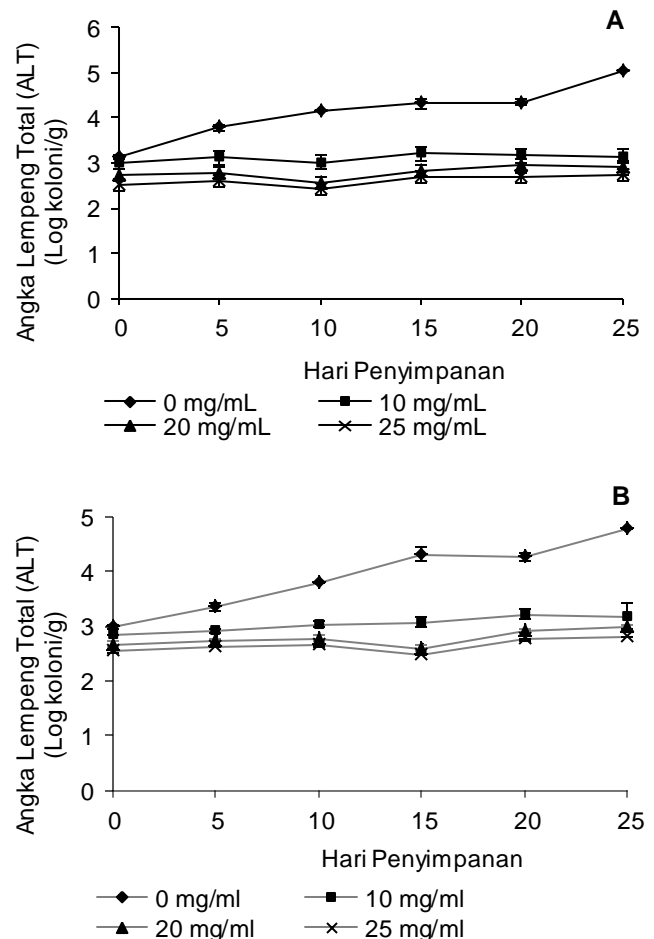 A
Angka Lempeng Total (ALT)
(Log koloni/g)
6
5
4
3
2
1
0
0 5 10 15 20 25
Hari Penyimpanan
0 mg/mL 10 mg/mL
20 mg/mL 25 mg/mL
B
Angka Lempeng Total (ALT)
(Log koloni/g)
5
4
3
2
1
0
0 5 10 15 20 25
Hari Penyimpanan
0 mg/ml 10 mg/ml
20 mg/ml 25 mg/ml